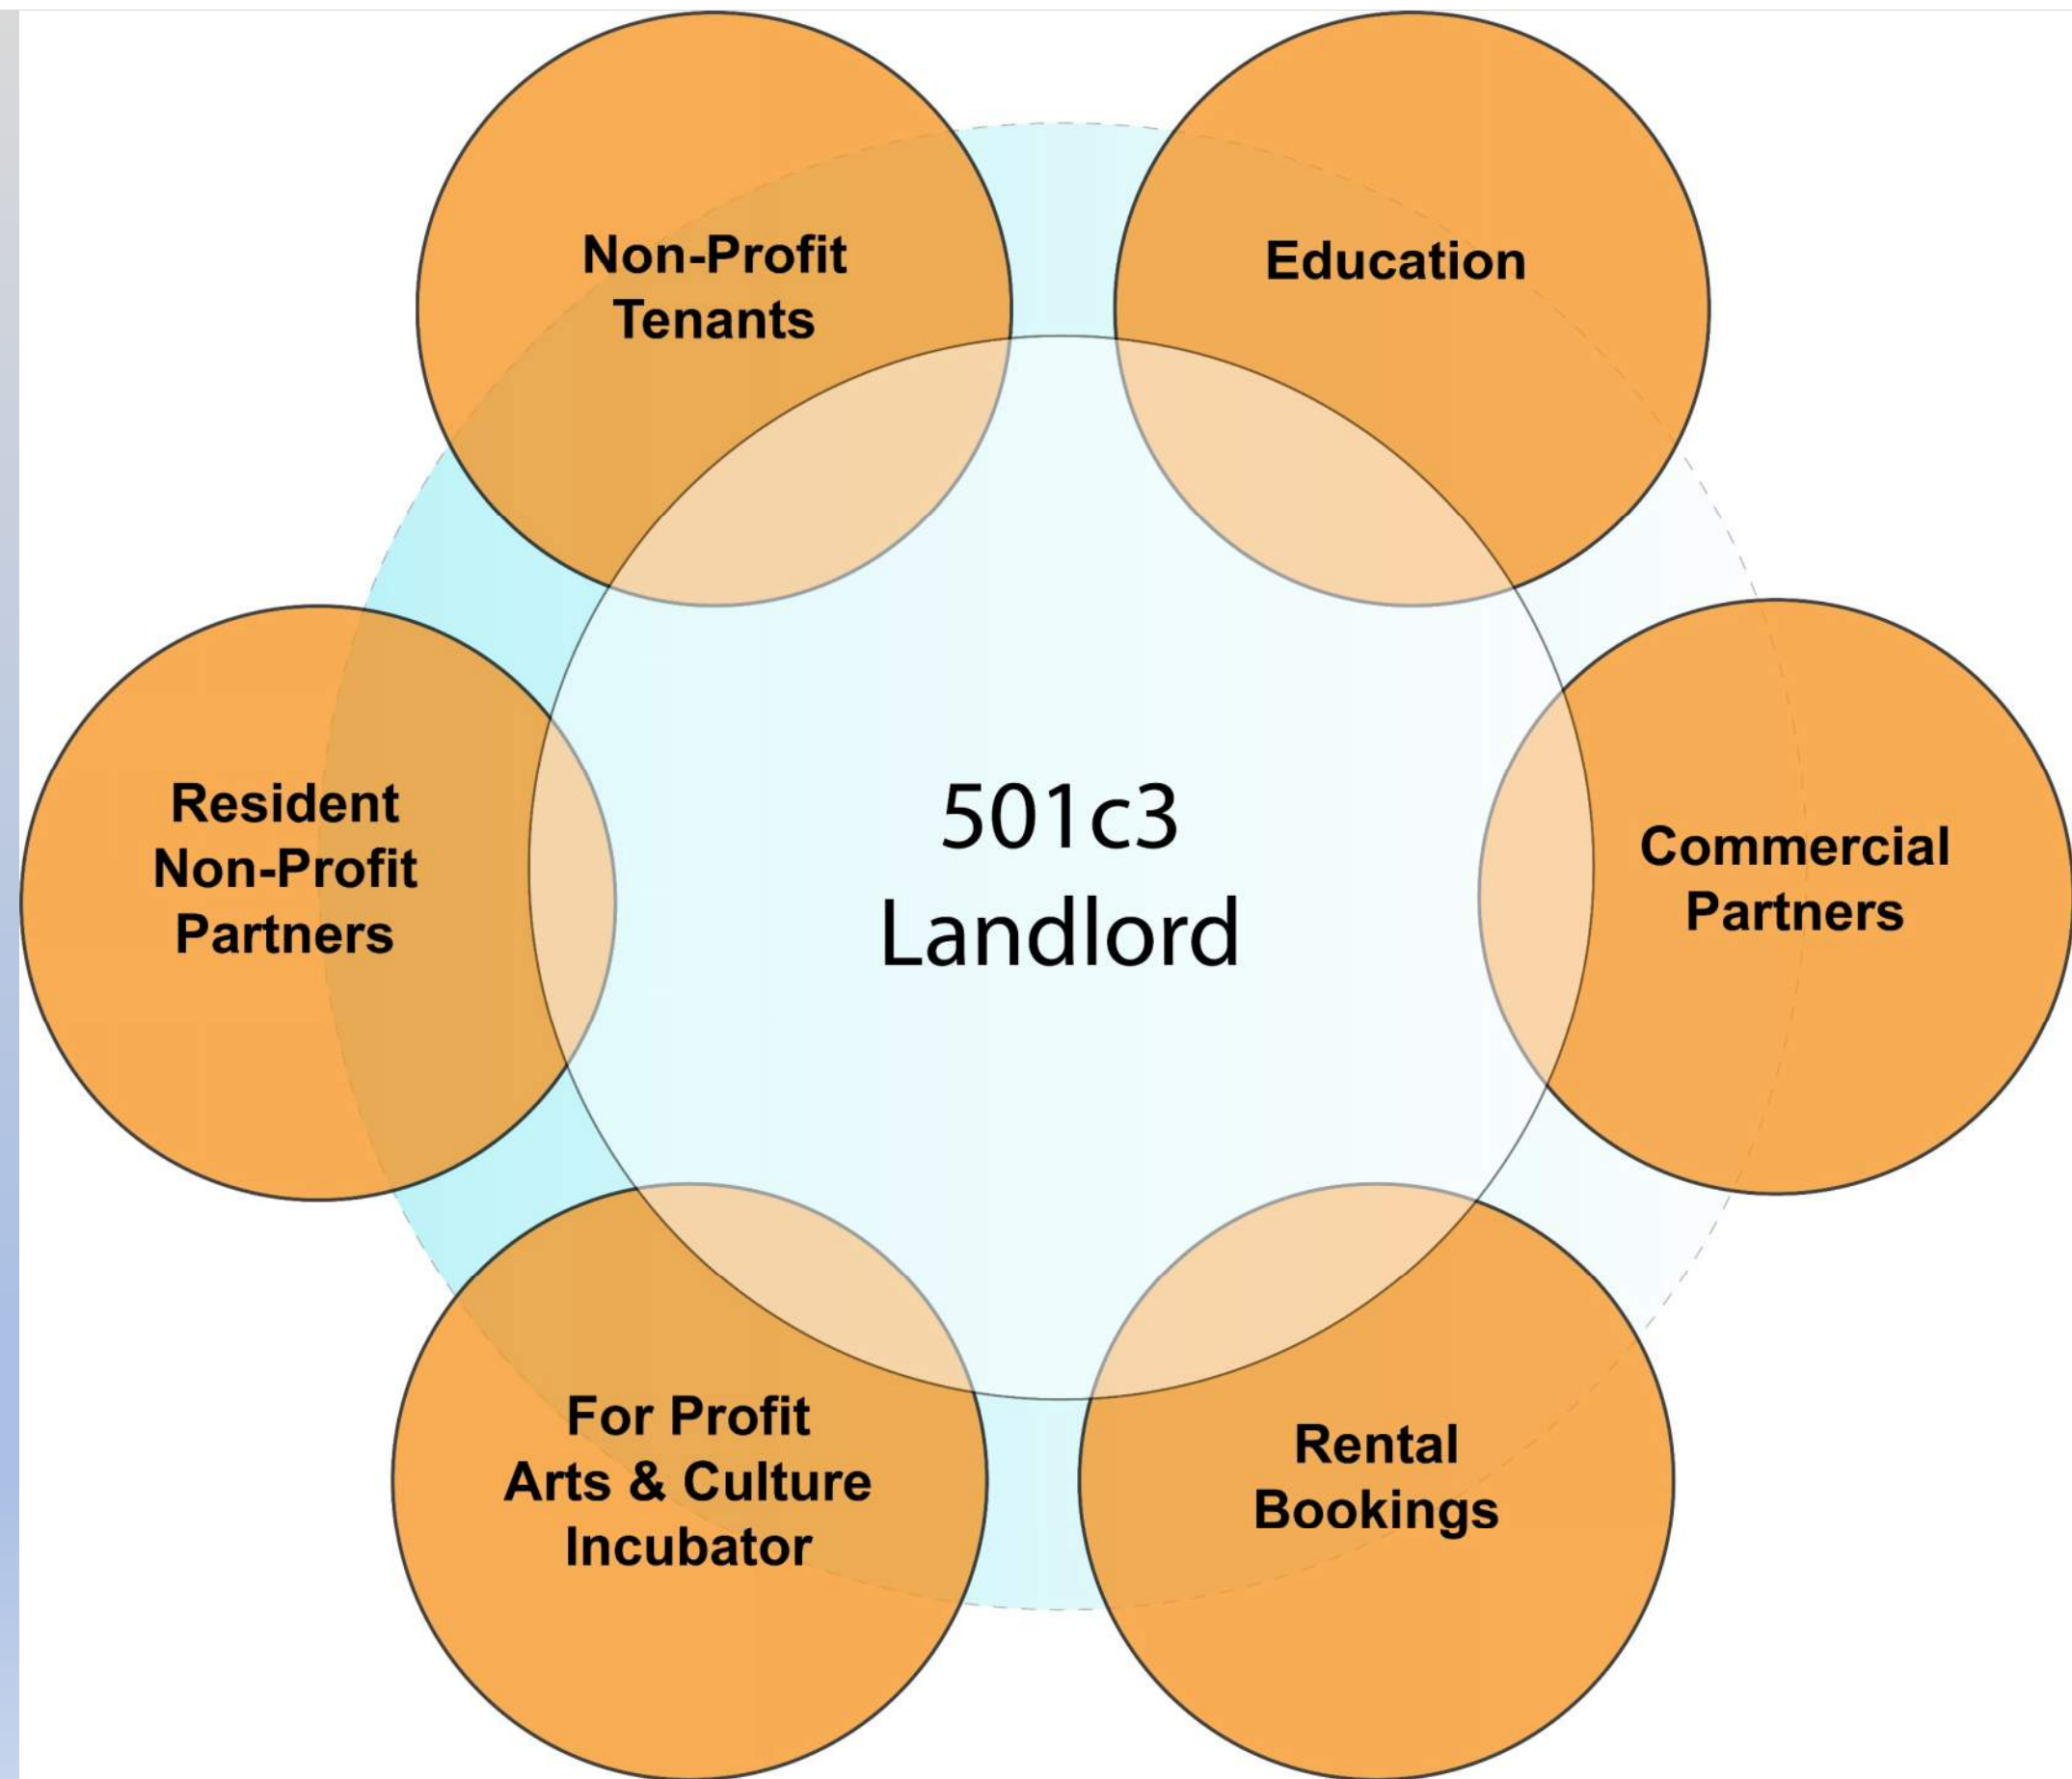 Non-Profit
Tenants
Education
Resident
Non-Profit
Partners
501c3
Landlord
Commercial
Partners
For Profit
Arts & Culture
Incubator
Rental
Bookings